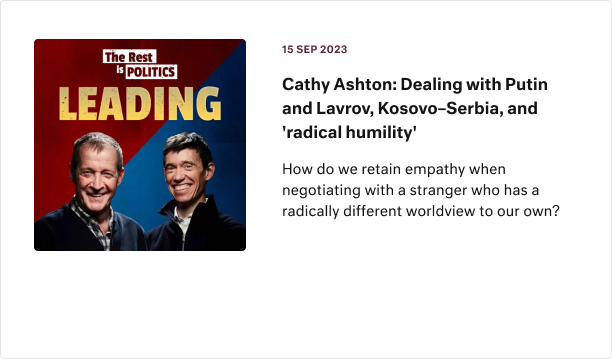 The Rest
is POLITICS
LEADING
15 SEP 2023
Cathy Ashton: Dealing with Putin
and Lavrov, Kosovo–Serbia, and
'radical humility'
How do we retain empathy when
negotiating with a stranger who has a
radically different worldview to our own?